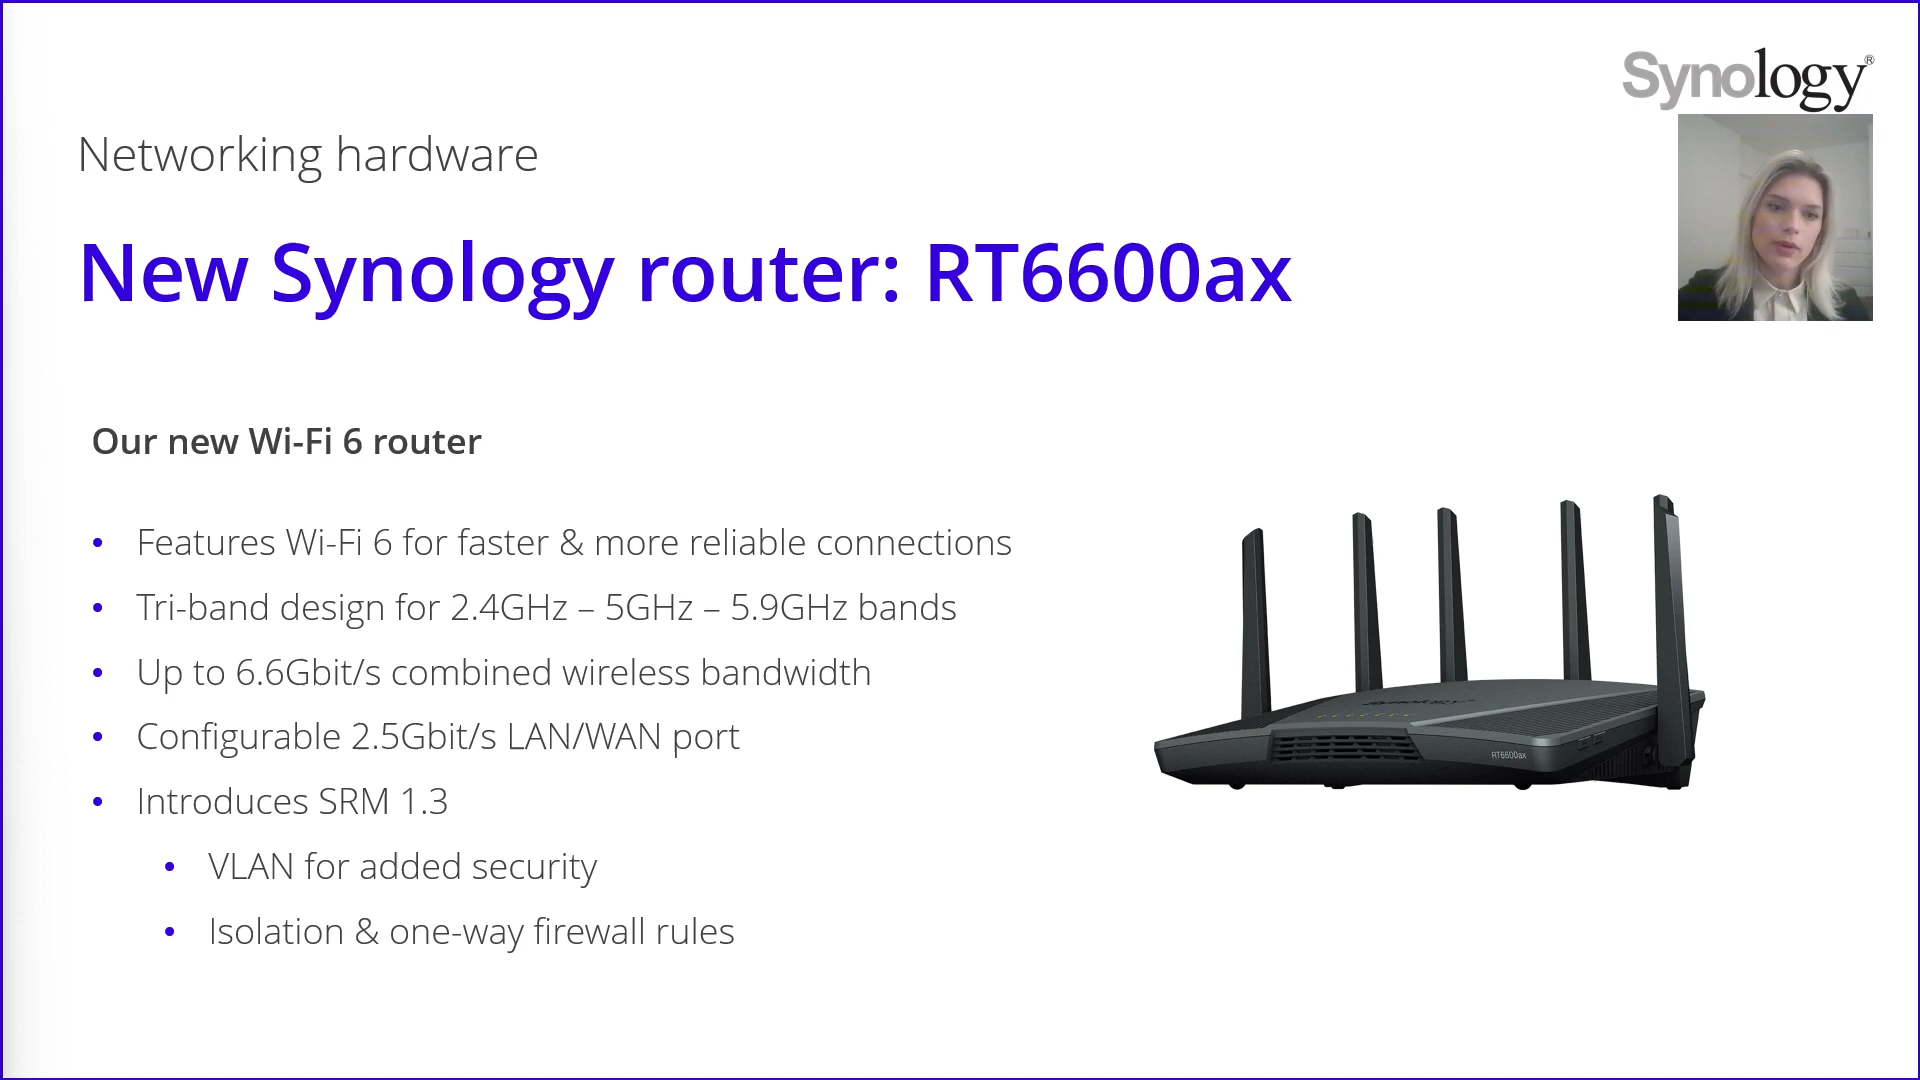 Synology®
Networking hardware
New Synology router: RT6600ax
Our new Wi-Fi 6 router
• Features Wi-Fi 6 for faster & more reliable connections
• Tri-band design for 2.4GHz – 5GHz – 5.9GHz bands
• Up to 6.6Gbit/s combined wireless bandwidth
• Configurable 2.5Gbit/s LAN/WAN port
• Introduces SRM 1.3
• VLAN for added security
• Isolation & one-way firewall rules
Synology
RT6600ax